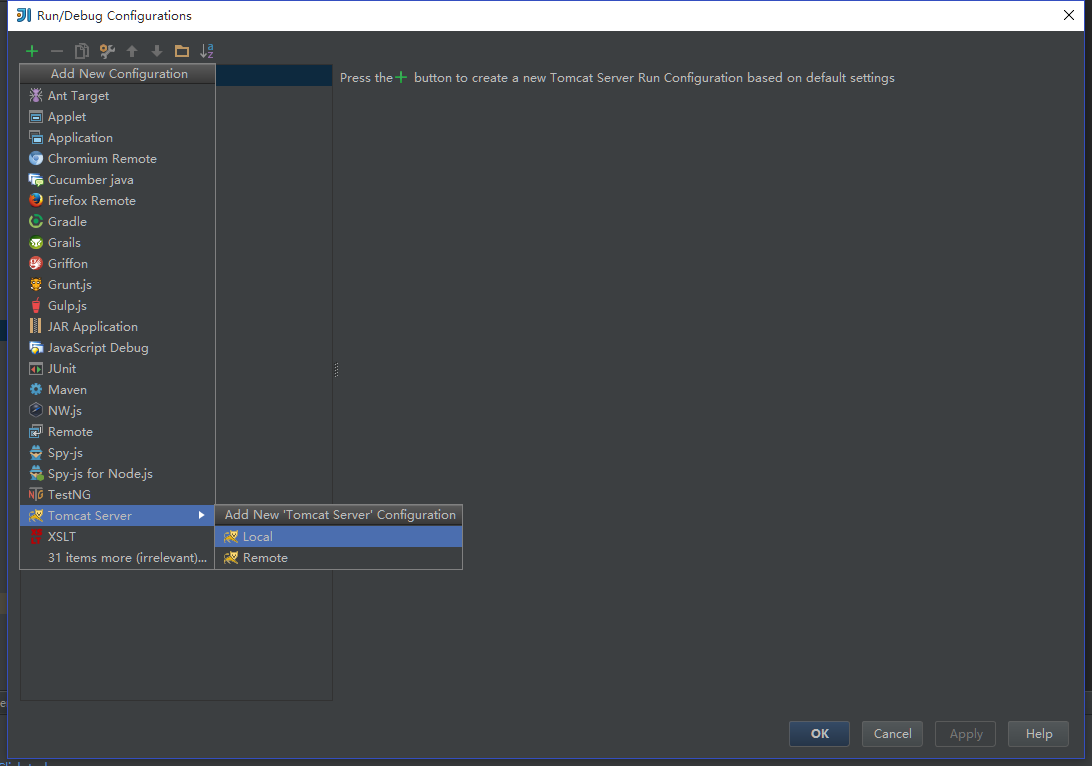 Run/Debug Configurations
Add New Configuration
Press the + button to create a new Tomcat Server Run Configuration based on default settings
Ant Target
Applet
Application
Chromium Remote
Cucumber java
Firefox Remote
Gradle
Grails
Griffon
Grunt.js
Gulp.js
JAR Application
JavaScript Debug
JUnit
Maven
NW.js
Remote
Spy-js
Spy-js for Node.js
TestNG
Tomcat Server
Add New 'Tomcat Server' Configuration
XSLT
Local
31 items more (irrelevant)...
Remote
OK
Cancel
Apply
Help